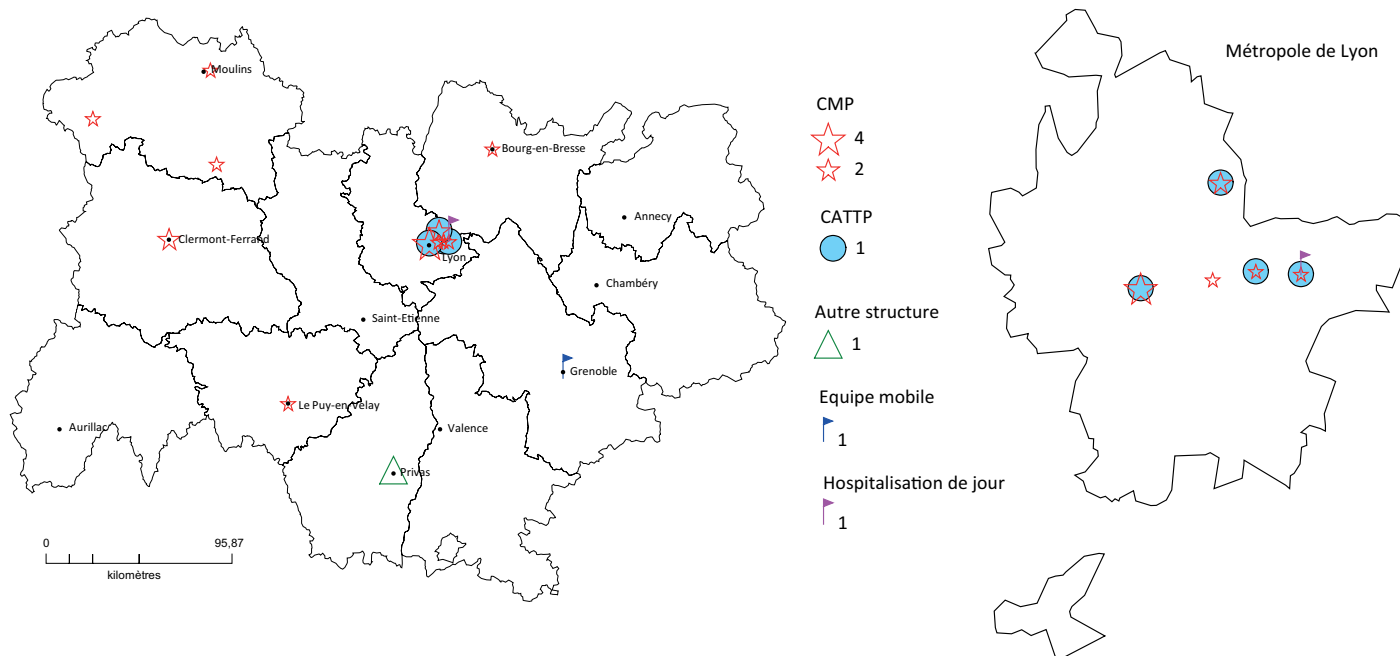 Métropole de Lyon
Moulins
Bourg-en-Bresse
Clermont-Ferrand
Annecy
Lyon
Chambéry
Saint-Etienne
Grenoble
Le Puy-en-Velay
Aurillac
Valence
Privas
0
95,87
kilomètres
CMP
4
2
CATTP
1
Autre structure
1
Equipe mobile
1
Hospitalisation de jour
1